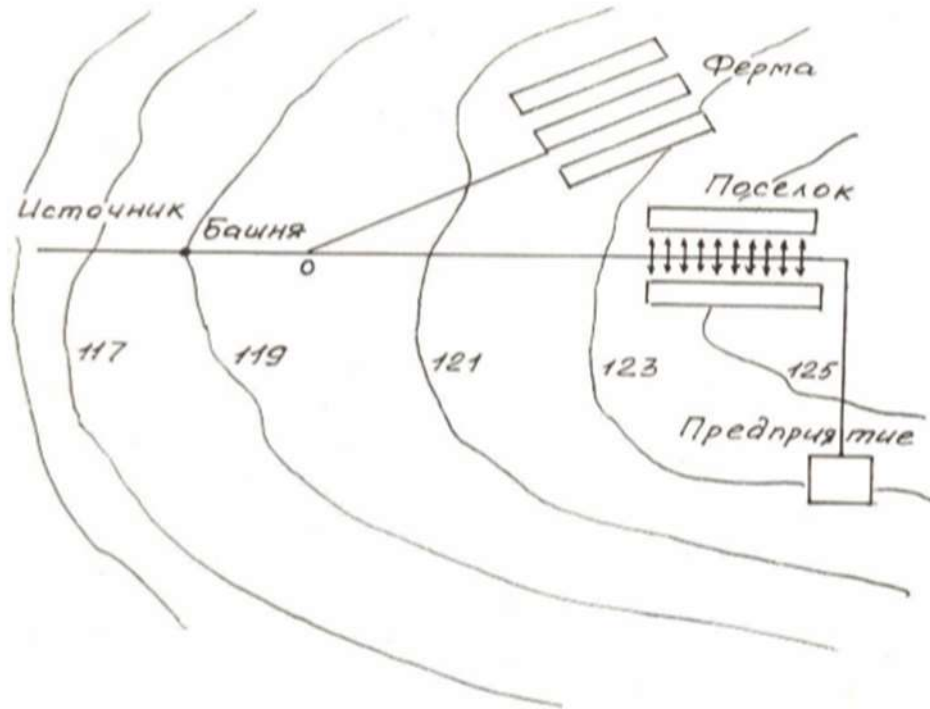 Ферма
Поселок
Источник
Башня
О
117
119
121
123
125
Предприятие